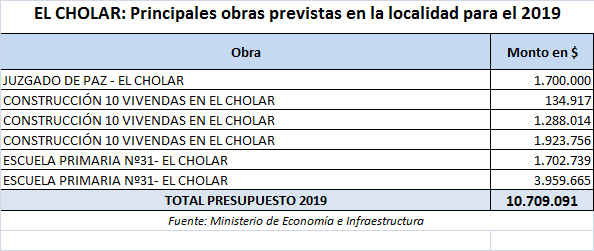 EL CHOLAR: Principales obras previstas en la localidad para el 2019
Obra Monto en $
JUZGADO DE PAZ - EL CHOLAR 1.700.000
CONSTRUCCIÓN 10 VIVENDAS EN EL CHOLAR 134.917
CONSTRUCCIÓN 10 VIVENDAS EN EL CHOLAR 1.288.014
CONSTRUCCIÓN 10 VIVENDAS EN EL CHOLAR 1.923.756
ESCUELA PRIMARIA Nº31- EL CHOLAR 1.702.739
ESCUELA PRIMARIA Nº31- EL CHOLAR 3.959.665
TOTAL PRESUPUESTO 2019 10.709.091
Fuente: Ministerio de Economía e Infraestructura